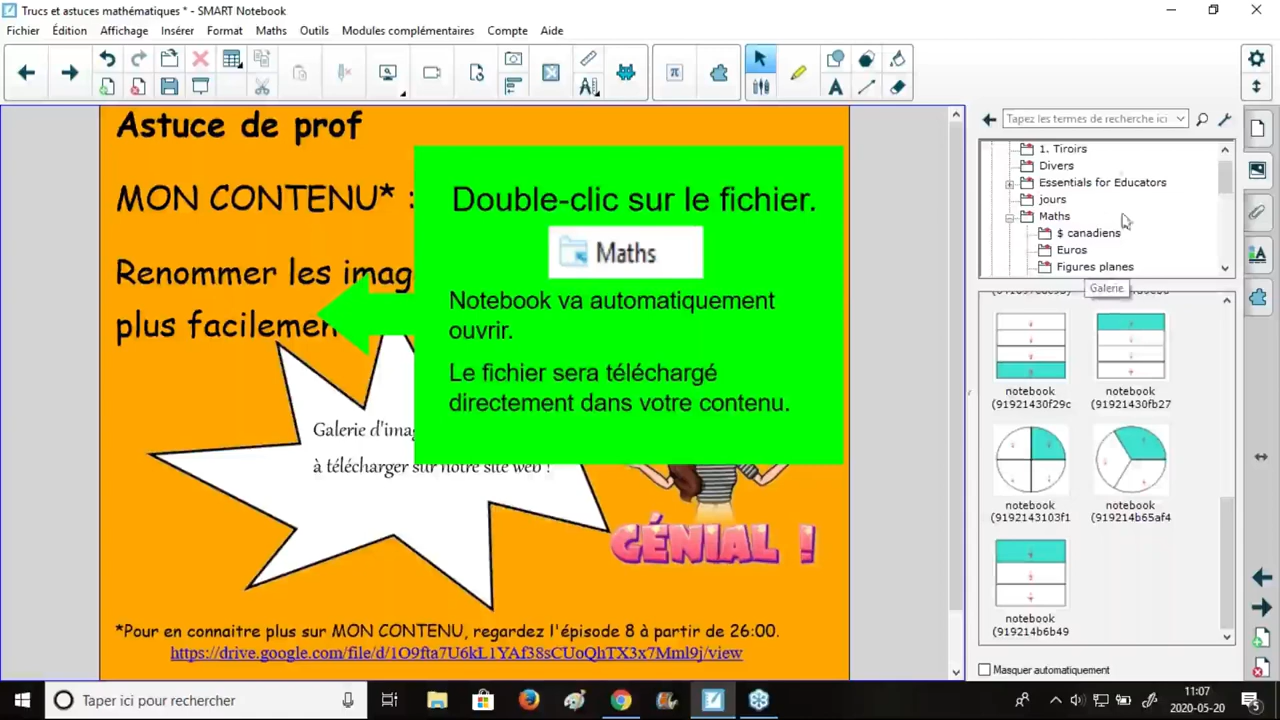 Trucs et astuces mathématiques * - SMART Notebook
Fichier Édition Affichage Insérer Format Maths Outils Modules complémentaires Compte Aide
Tapez les termes de recherche ici
1. Tiroirs
Divers
Essentials for Educators
jours
Maths
$ canadiens
Euros
Figures planes
Galerie
Astuce de prof
MON CONTENU* :
Renommer les imag
plus facilemen
Double-clic sur le fichier.
Maths
Notebook va automatiquement
ouvrir.
Le fichier sera téléchargé
directement dans votre contenu.
Galerie d'imag
à télécharger sur notre site web !
GÉNIAL !
*Pour en connaitre plus sur MON CONTENU, regardez l'épisode 8 à partir de 26:00.
https://drive.google.com/file/d/1O9fta7U6kL1YAf38sCUoQhTX3x7Mml9j/view
notebook
(91921430f29c
notebook
(91921430fb27
notebook
(9192143103f1
notebook
(919214b65af4
notebook
(919214b6b49
Masquer automatiquement
Taper ici pour rechercher
11:07
2020-05-20
5